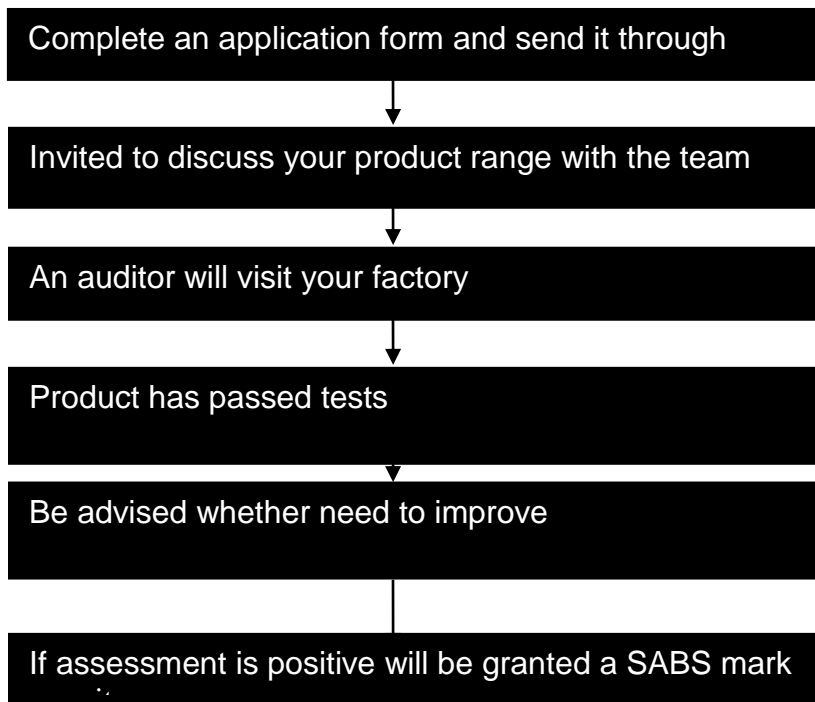 Complete an application form and send it through
Invited to discuss your product range with the team
An auditor will visit your factory
Product has passed tests
Be advised whether need to improve
If assessment is positive will be granted a SABS mark